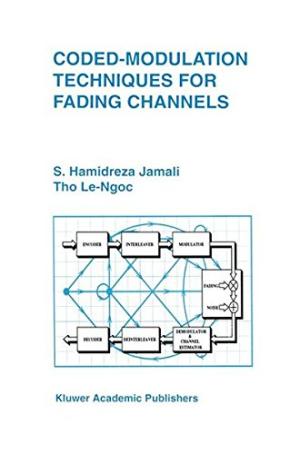 CODED-MODULATION
TECHNIQUES FOR
FADING CHANNELS
S. Hamidreza Jamali
Tho Le-Ngoc
ENCODER
INTERLEAVER
MODULATOR
FADING
NOISE
DECODER
DEINTERLEAVER
DEMODULATOR
&
CHANNEL
ESTIMATOR
Kluwer Academic Publishers